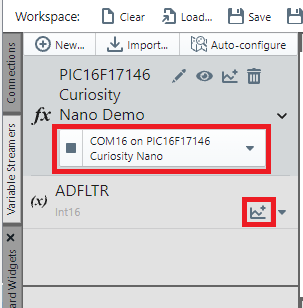 Workspace: Clear Load... Save
New... Import... Auto-configure
Connections
PIC16F17146
Curiosity
fx Nano Demo
COM16 on PIC16F17146
Curiosity Nano
Variable Streamers
(x) ADFLTR
Int16
ard Widgets